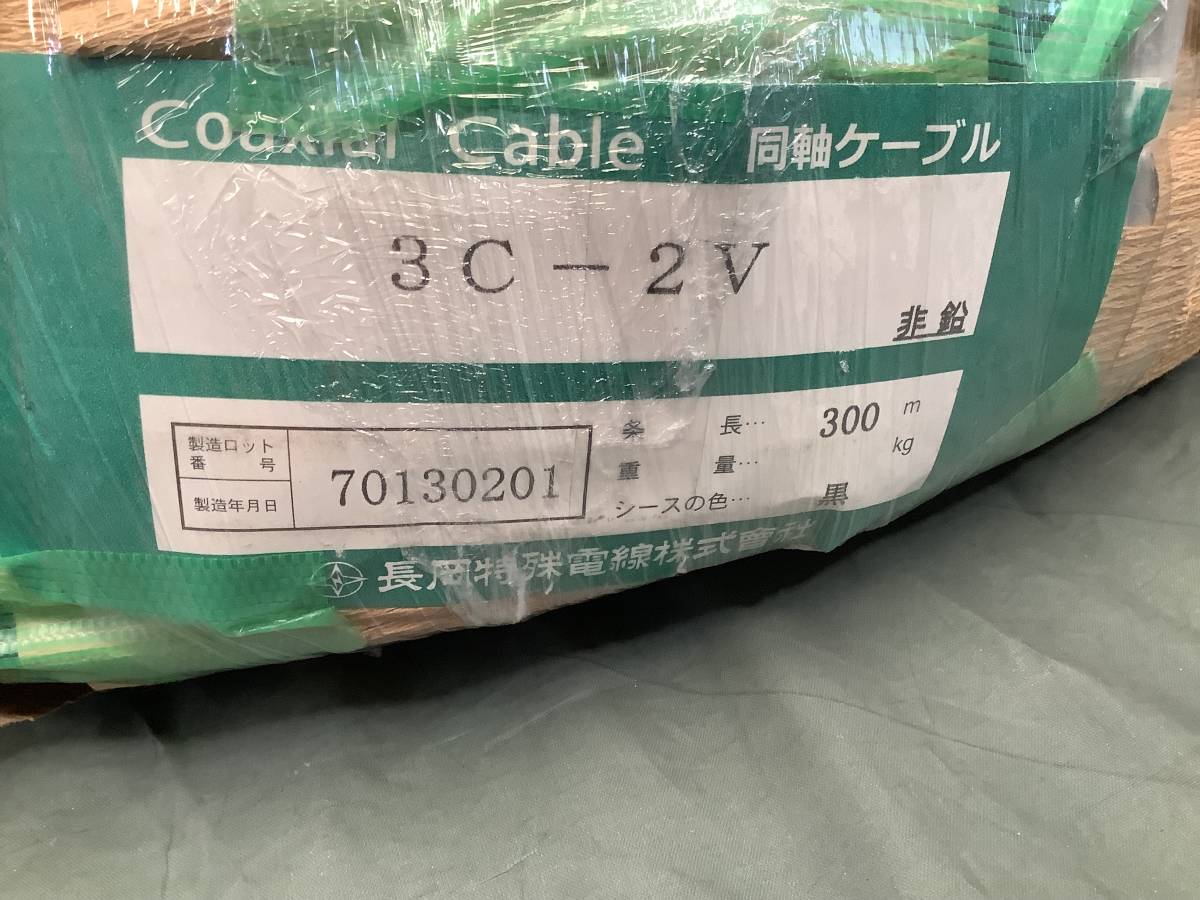 Coaxial Cable 同軸ケーブル
3C－2V
非鉛
製造ロット
番号
製造年月日
70130201
条長… 300 m
重量… kg
シースの色… 黒
長岡特殊電線株式會社